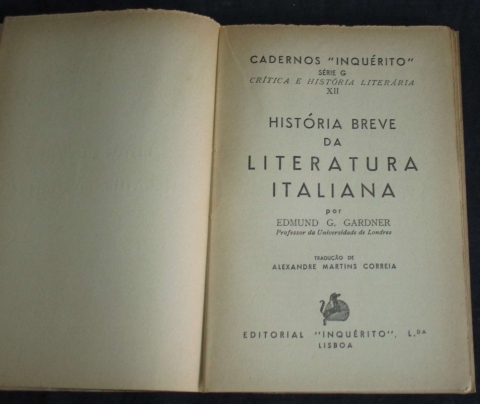 CADERNOS "INQUÉRITO"
SÉRIE G
CRÍTICA E HISTÓRIA LITERÁRIA
XII
HISTÓRIA BREVE
DA
LITERATURA
ITALIANA
por
EDMUND G. GARDNER
Professor da Universidade de Londres
TRADUÇÃO DE
ALEXANDRE MARTINS CORREIA
EDITORIAL "INQUÉRITO", L.DA
LISBOA